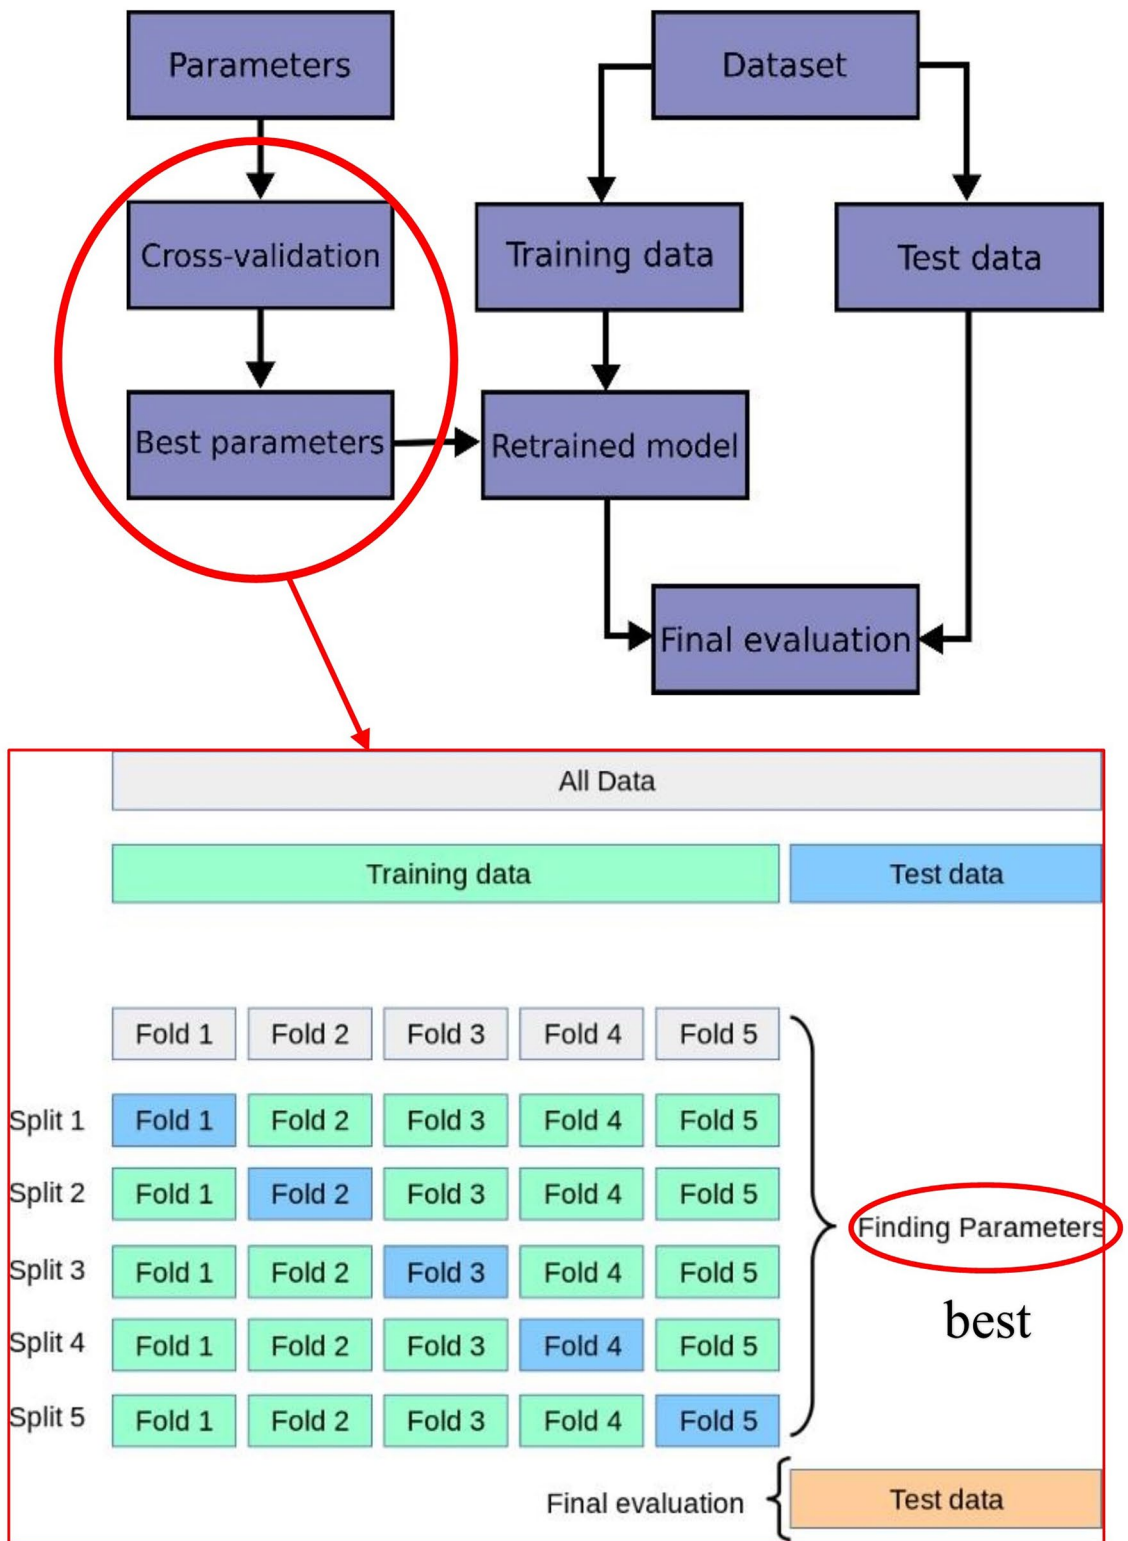 Parameters
Dataset
Cross-validation
Training data
Test data
Best parameters
Retrained model
Final evaluation
All Data
Training data
Test data
Fold 1 Fold 2 Fold 3 Fold 4 Fold 5
Split 1 Fold 1 Fold 2 Fold 3 Fold 4 Fold 5
Split 2 Fold 1 Fold 2 Fold 3 Fold 4 Fold 5
Finding Parameters
Split 3 Fold 1 Fold 2 Fold 3 Fold 4 Fold 5
best
Split 4 Fold 1 Fold 2 Fold 3 Fold 4 Fold 5
Split 5 Fold 1 Fold 2 Fold 3 Fold 4 Fold 5
Final evaluation
Test data